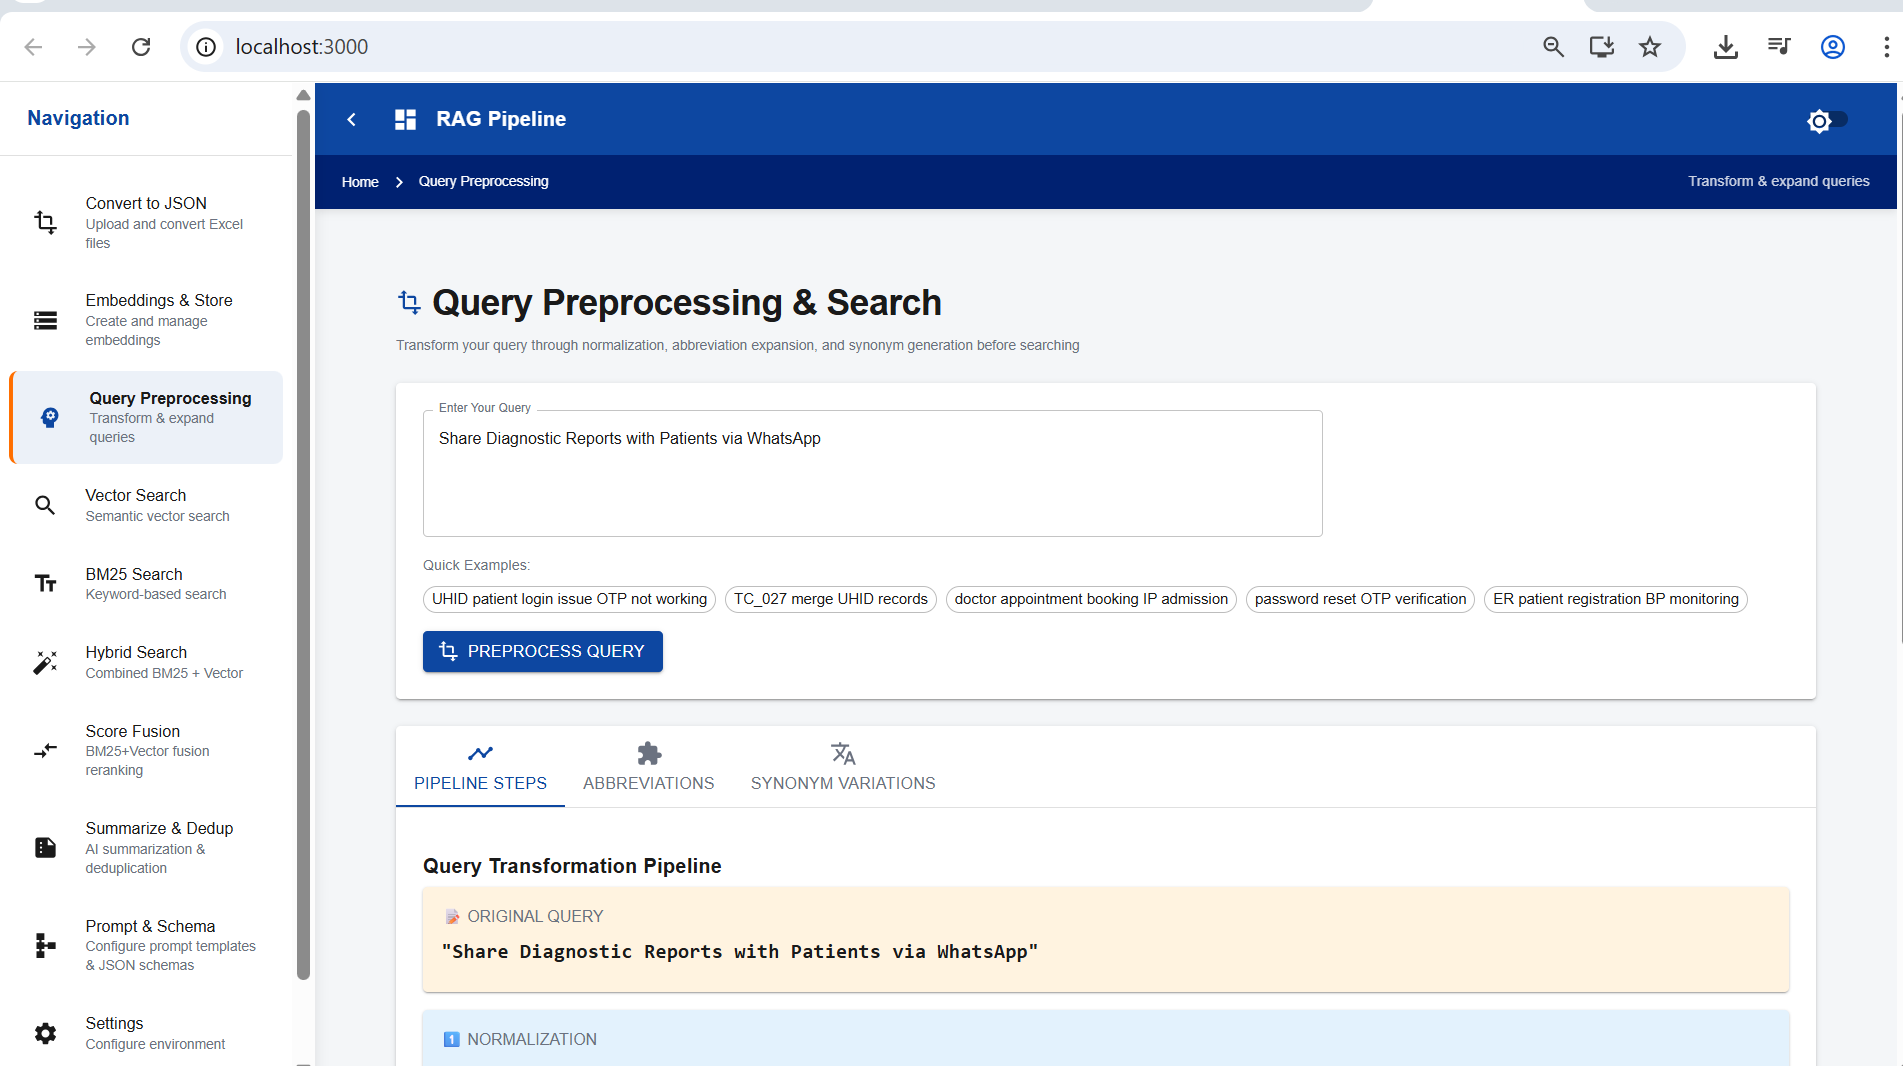 localhost:3000
Navigation
Convert to JSON
Upload and convert Excel
files
Embeddings & Store
Create and manage
embeddings
Query Preprocessing
Transform & expand
queries
Vector Search
Semantic vector search
BM25 Search
Keyword-based search
Hybrid Search
Combined BM25 + Vector
Score Fusion
BM25+Vector fusion
reranking
Summarize & Dedup
AI summarization &
deduplication
Prompt & Schema
Configure prompt templates
& JSON schemas
Settings
Configure environment
RAG Pipeline
Home > Query Preprocessing
Transform & expand queries
Query Preprocessing & Search
Transform your query through normalization, abbreviation expansion, and synonym generation before searching
Enter Your Query
Share Diagnostic Reports with Patients via WhatsApp
Quick Examples:
UHID patient login issue OTP not working
TC_027 merge UHID records
doctor appointment booking IP admission
password reset OTP verification
ER patient registration BP monitoring
PREPROCESS QUERY
PIPELINE STEPS
ABBREVIATIONS
SYNONYM VARIATIONS
Query Transformation Pipeline
📝 ORIGINAL QUERY
"Share Diagnostic Reports with Patients via WhatsApp"
1️⃣ NORMALIZATION